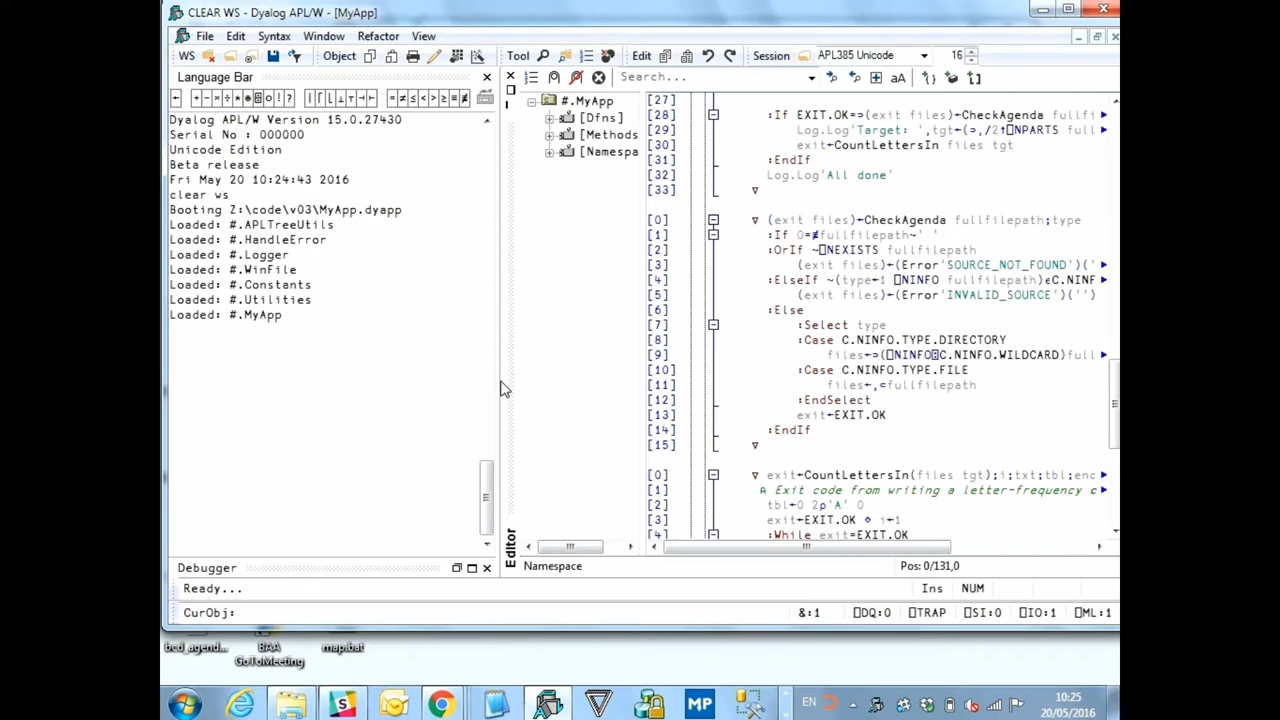 CLEAR WS - Dyalog APL/W - [MyApp]
File Edit Syntax Window Refactor View
WS Object Tool Edit Session APL385 Unicode 16
Language Bar
Search...
Dyalog APL/W Version 15.0.27430
Serial No : 000000
Unicode Edition
Beta release
Fri May 20 10:24:43 2016
clear ws
Booting Z:\code\v03\MyApp.dyapp
Loaded: #.APLTreeUtils
Loaded: #.HandleError
Loaded: #.Logger
Loaded: #.WinFile
Loaded: #.Constants
Loaded: #.Utilities
Loaded: #.MyApp
#.MyApp
[Dfns]
[Methods
[Namespa
[27]
[28] :If EXIT.OK=⊃(exit files)←CheckAgenda fullfi
[29] Log.Log'Target: ',tgt←(⊃,/2↑⎕NPARTS full
[30] exit←CountLettersIn files tgt
[31] :EndIf
[32] Log.Log'All done'
[33] ∇
[0] ∇ (exit files)←CheckAgenda fullfilepath;type
[1] :If 0=≢fullfilepath~' '
[2] :OrIf ~⎕NEXISTS fullfilepath
[3] (exit files)←(Error'SOURCE_NOT_FOUND')('
[4] :ElseIf ~(type←1 ⎕NINFO fullfilepath)∊C.NINF
[5] (exit files)←(Error'INVALID_SOURCE')('')
[6] :Else
[7] :Select type
[8] :Case C.NINFO.TYPE.DIRECTORY
[9] files←⊃(⎕NINFO⍠C.NINFO.WILDCARD)full
[10] :Case C.NINFO.TYPE.FILE
[11] files←,⊂fullfilepath
[12] :EndSelect
[13] exit←EXIT.OK
[14] :EndIf
[15] ∇
[0] ∇ exit←CountLettersIn(files tgt);i;txt;tbl;enc
[1] ⍝ Exit code from writing a letter-frequency c
[2] tbl←0 2⍴'A' 0
[3] exit←EXIT.OK ⋄ i←1
[4] :While exit=EXIT.OK
Editor
Namespace Pos: 0/131,0
Debugger
Ready... Ins NUM
CurObj: &:1 ⎕DQ:0 ⎕TRAP ⎕SI:0 ⎕IO:1 ⎕ML:1
bcd_agend... BAA GoToMeeting mapi.bat
MP EN 10:25
20/05/2016